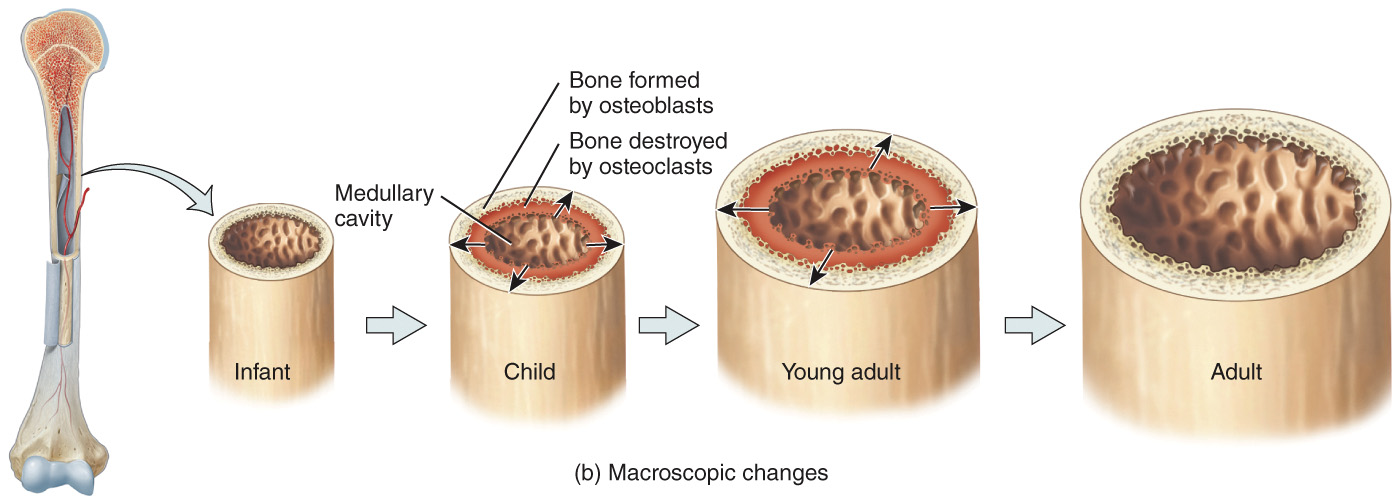 Bone formed
by osteoblasts
Bone destroyed
by osteoclasts
Medullary
cavity
Infant
Child
Young adult
Adult
(b) Macroscopic changes